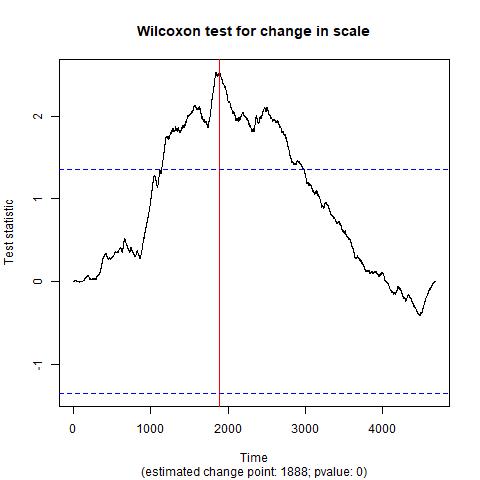 Wilcoxon test for change in scale
Test statistic
2
1
0
-1
0 1000 2000 3000 4000
Time
(estimated change point: 1888; pvalue: 0)